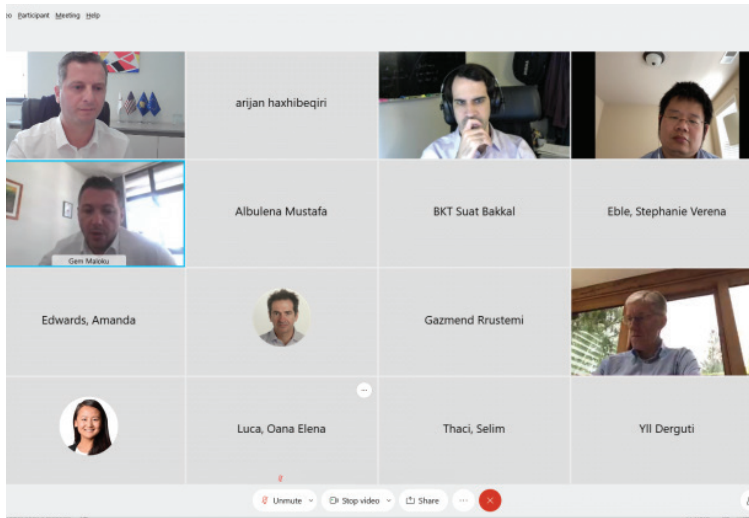 Participant Meeting Help
arijan haxhibeqiri
Gem Maloku
Albulena Mustafa
BKT Suat Bakkal
Eble, Stephanie Verena
Edwards, Amanda
Gazmend Rrustemi
Luca, Oana Elena
Thaci, Selim
Yll Derguti
Unmute
Stop video
Share